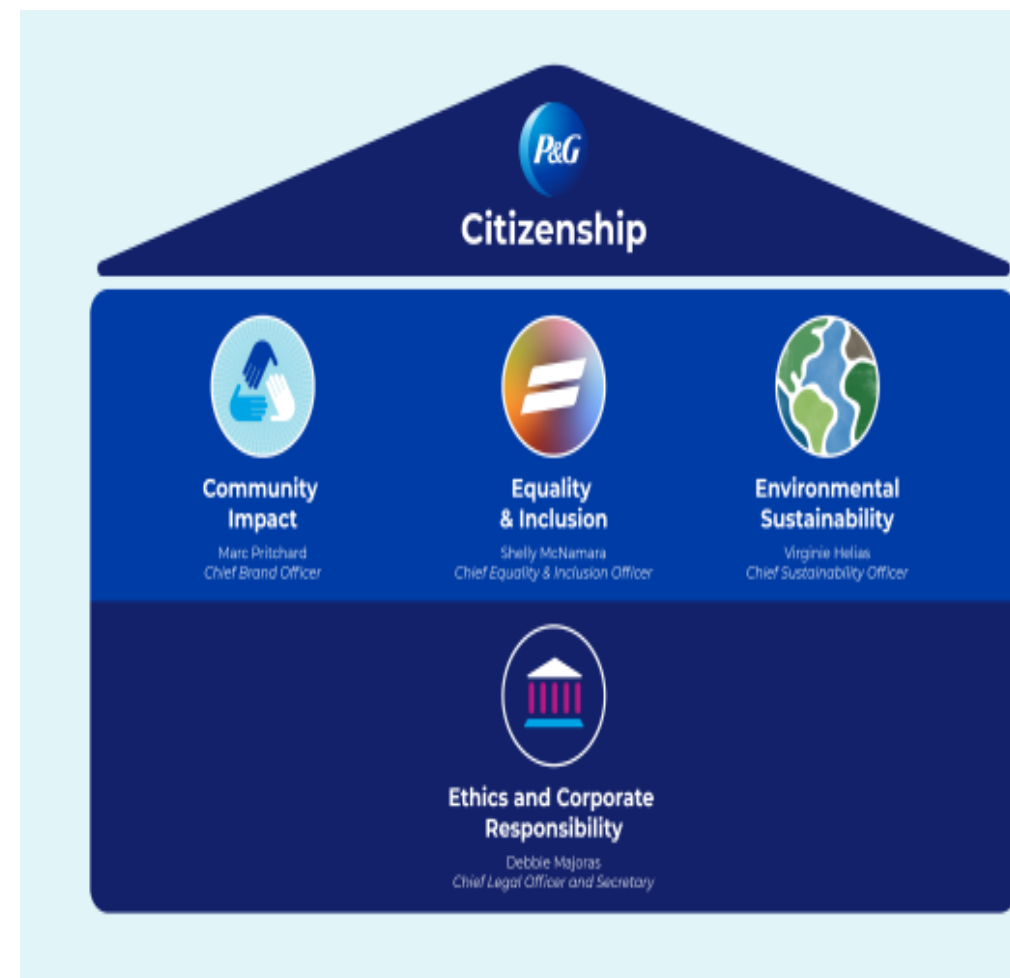 P&G
Citizenship
Community
Impact
Marc Pritchard
Chief Brand Officer
Equality
& Inclusion
Shelly McNamara
Chief Equality & Inclusion Officer
Environmental
Sustainability
Virginie Helias
Chief Sustainability Officer
Ethics and Corporate
Responsibility
Debbie Majoras
Chief Legal Officer and Secretary